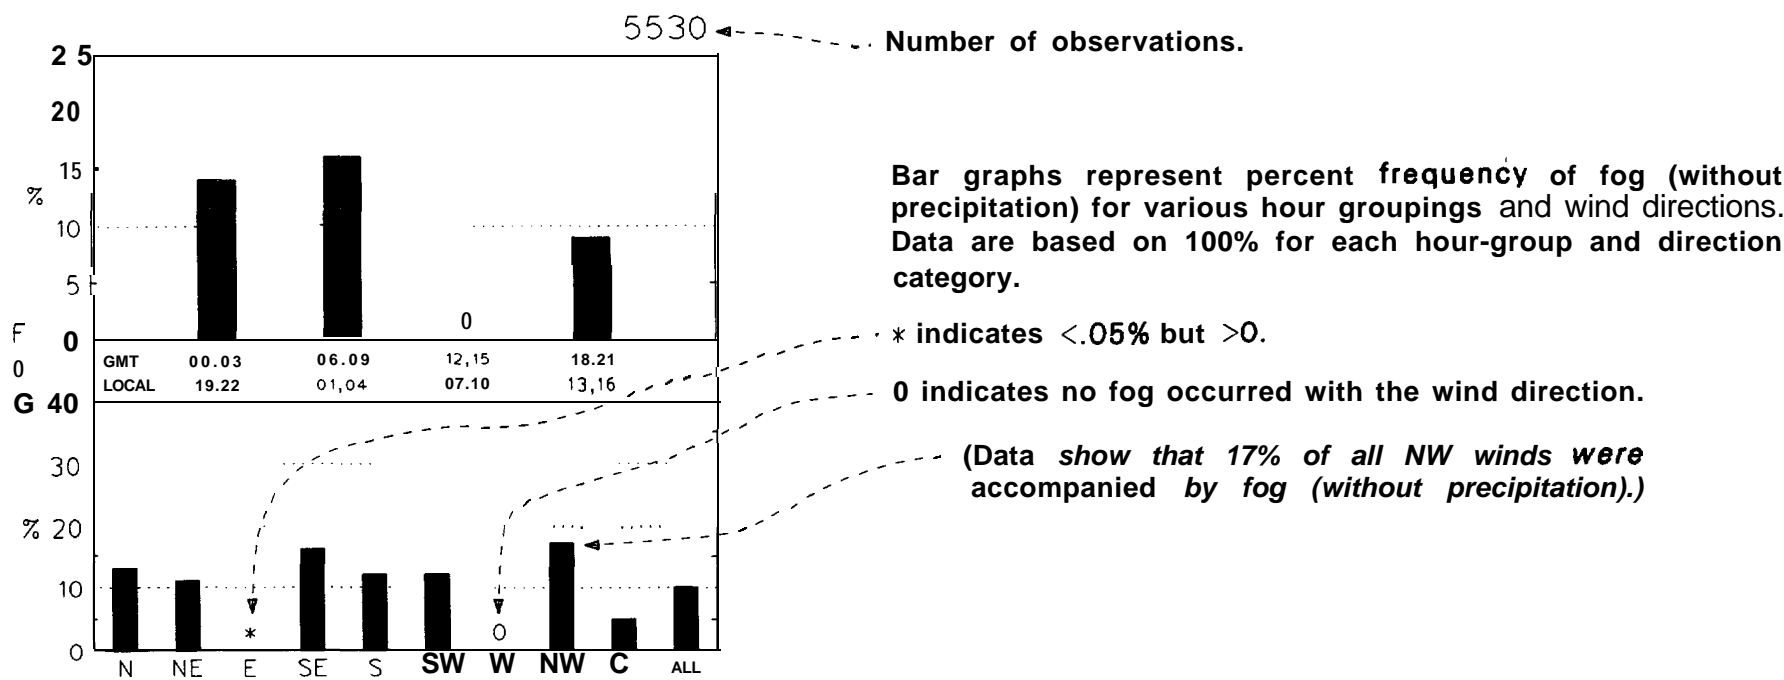 5530
Number of observations.
25
20
15
%
10
5
F
0
0
0
GMT 00.03 06.09 12,15 18.21
LOCAL 19.22 01,04 07.10 13,16
G 40
30
% 20
10
0
* 0
N NE E SE S SW W NW C ALL
Bar graphs represent percent frequency of fog (without
precipitation) for various hour groupings and wind directions.
Data are based on 100% for each hour-group and direction
category.
* indicates <.05% but >0.
0 indicates no fog occurred with the wind direction.
(Data show that 17% of all NW winds were
accompanied by fog (without precipitation).)